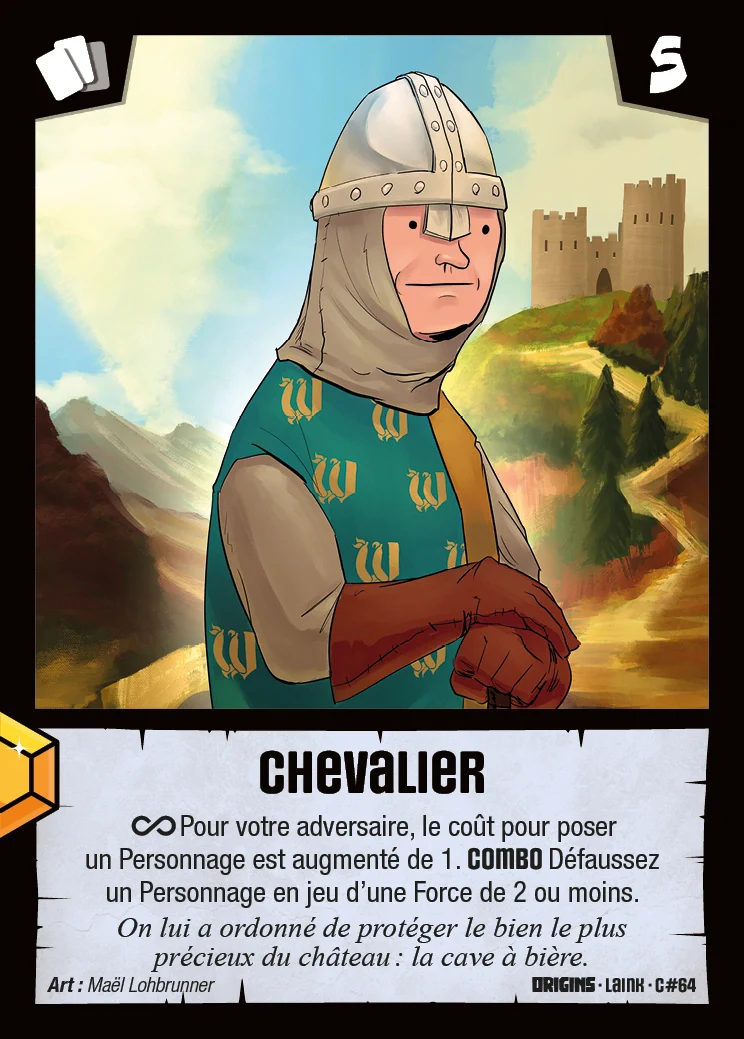 5
W W
W W
W W
W W
CHEVALIER
∞ Pour votre adversaire, le coût pour poser
un Personnage est augmenté de 1. COMBO Défaussez
un Personnage en jeu d'une Force de 2 ou moins.
On lui a ordonné de protéger le bien le plus
précieux du château : la cave à bière.
Art : Maël Lohbrunner
ORIGINS · LAINK · C#64